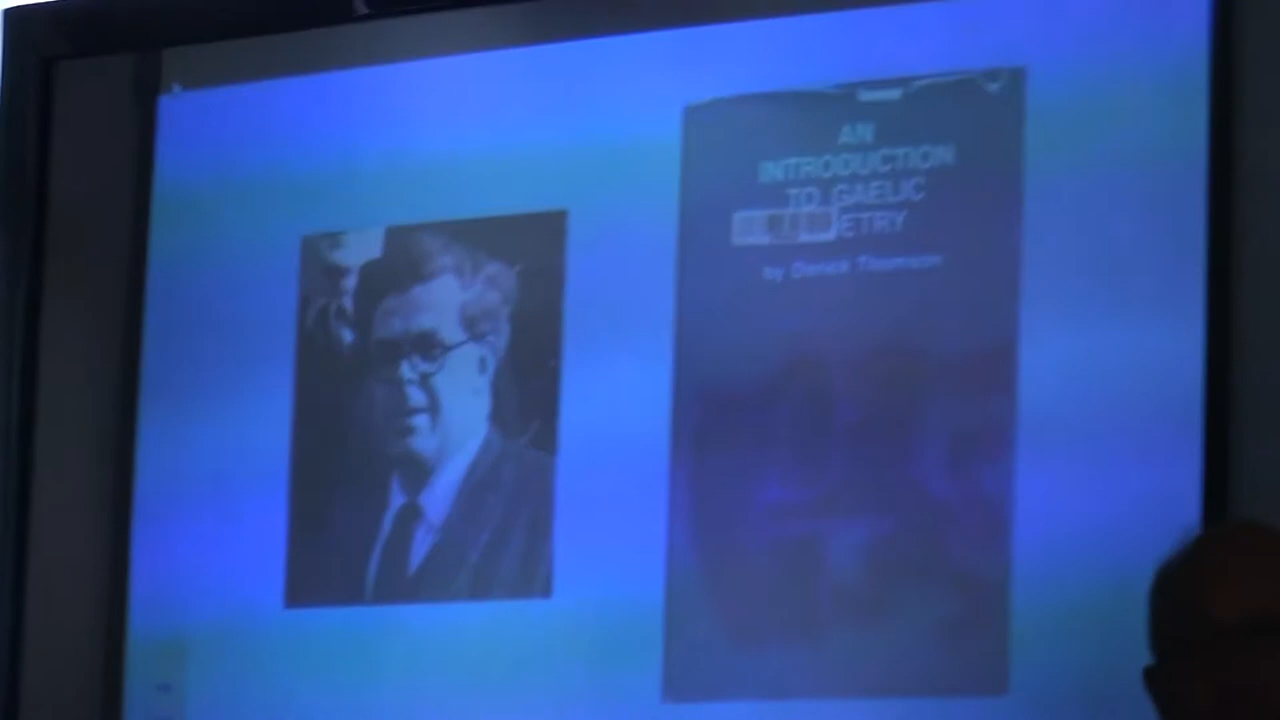 AN
INTRODUCTION
TO GAELIC
ETRY
by Derick Thomson